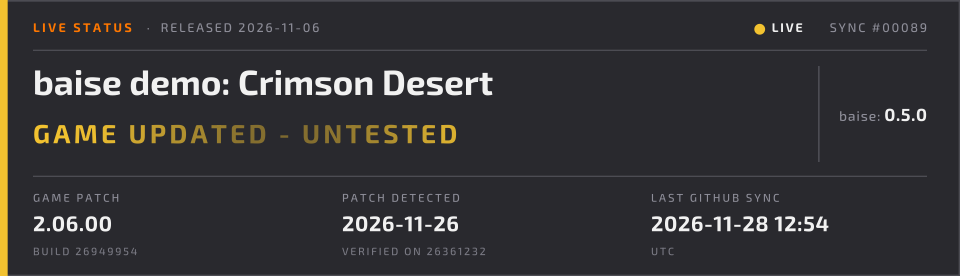 LIVE STATUS · RELEASED 2026-11-06
LIVE SYNC #00089
baise demo: Crimson Desert
GAME UPDATED - UNTESTED
baise: 0.5.0
GAME PATCH
2.06.00
BUILD 26949954
PATCH DETECTED
2026-11-26
VERIFIED ON 26361232
LAST GITHUB SYNC
2026-11-28 12:54
UTC